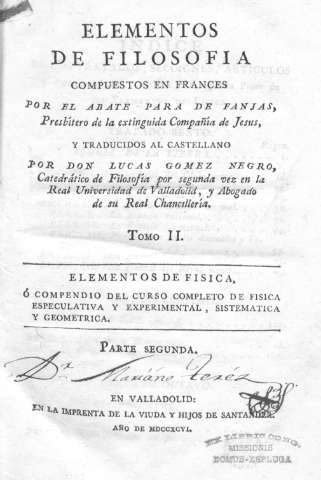 ELEMENTOS
DE FILOSOFIA
COMPUESTOS EN FRANCES
POR EL ABATE PARA DE FANJAS,
Presbitero de la extinguida Compañia de Jesus,
Y TRADUCIDOS AL CASTELLANO
POR DON LUCAS GOMEZ NEGRO,
Catedrático de Filosofia por segunda vez en la
Real Universidad de Valladolid, y Abogado
de su Real Chancillería.
TOMO II.
ELEMENTOS DE FISICA,
Ó COMPENDIO DEL CURSO COMPLETO DE FISICA
ESPECULATIVA Y EXPERIMENTAL, SISTEMATICA
Y GEOMETRICA.
PARTE SEGUNDA.
Dr. Mariano
EN VALLADOLID:
EN LA IMPRENTA DE LA VIUDA Y HIJOS DE SANTANDER.
AÑO DE MDCCXCVI.
EX LIBRIS CONG.
MISSIONIS
DOMUS-ESPLUGA